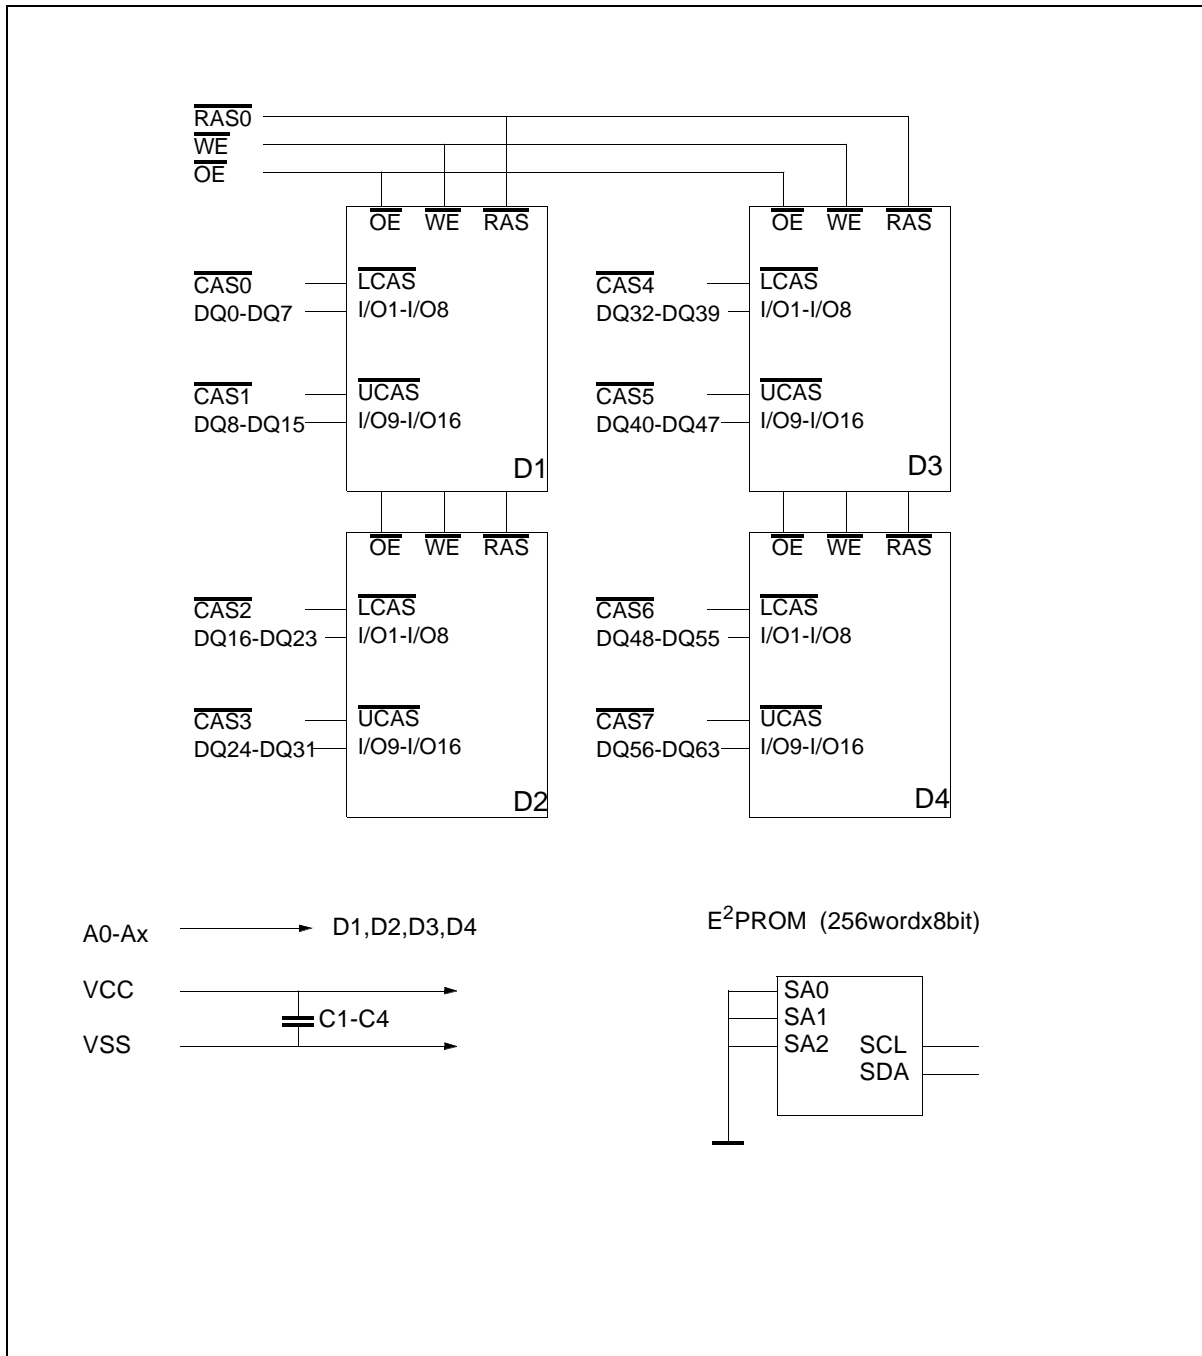 RAS0
WE
OE
OE WE RAS
OE WE RAS
CAS0
LCAS
DQ0-DQ7
I/O1-I/O8
CAS1
UCAS
DQ8-DQ15
I/O9-I/O16
D1
CAS4
LCAS
DQ32-DQ39
I/O1-I/O8
CAS5
UCAS
DQ40-DQ47
I/O9-I/O16
D3
OE WE RAS
OE WE RAS
CAS2
LCAS
DQ16-DQ23
I/O1-I/O8
CAS3
UCAS
DQ24-DQ31
I/O9-I/O16
D2
CAS6
LCAS
DQ48-DQ55
I/O1-I/O8
CAS7
UCAS
DQ56-DQ63
I/O9-I/O16
D4
A0-Ax
D1,D2,D3,D4
VCC
C1-C4
VSS
E²PROM (256wordx8bit)
SA0
SA1
SA2
SCL
SDA